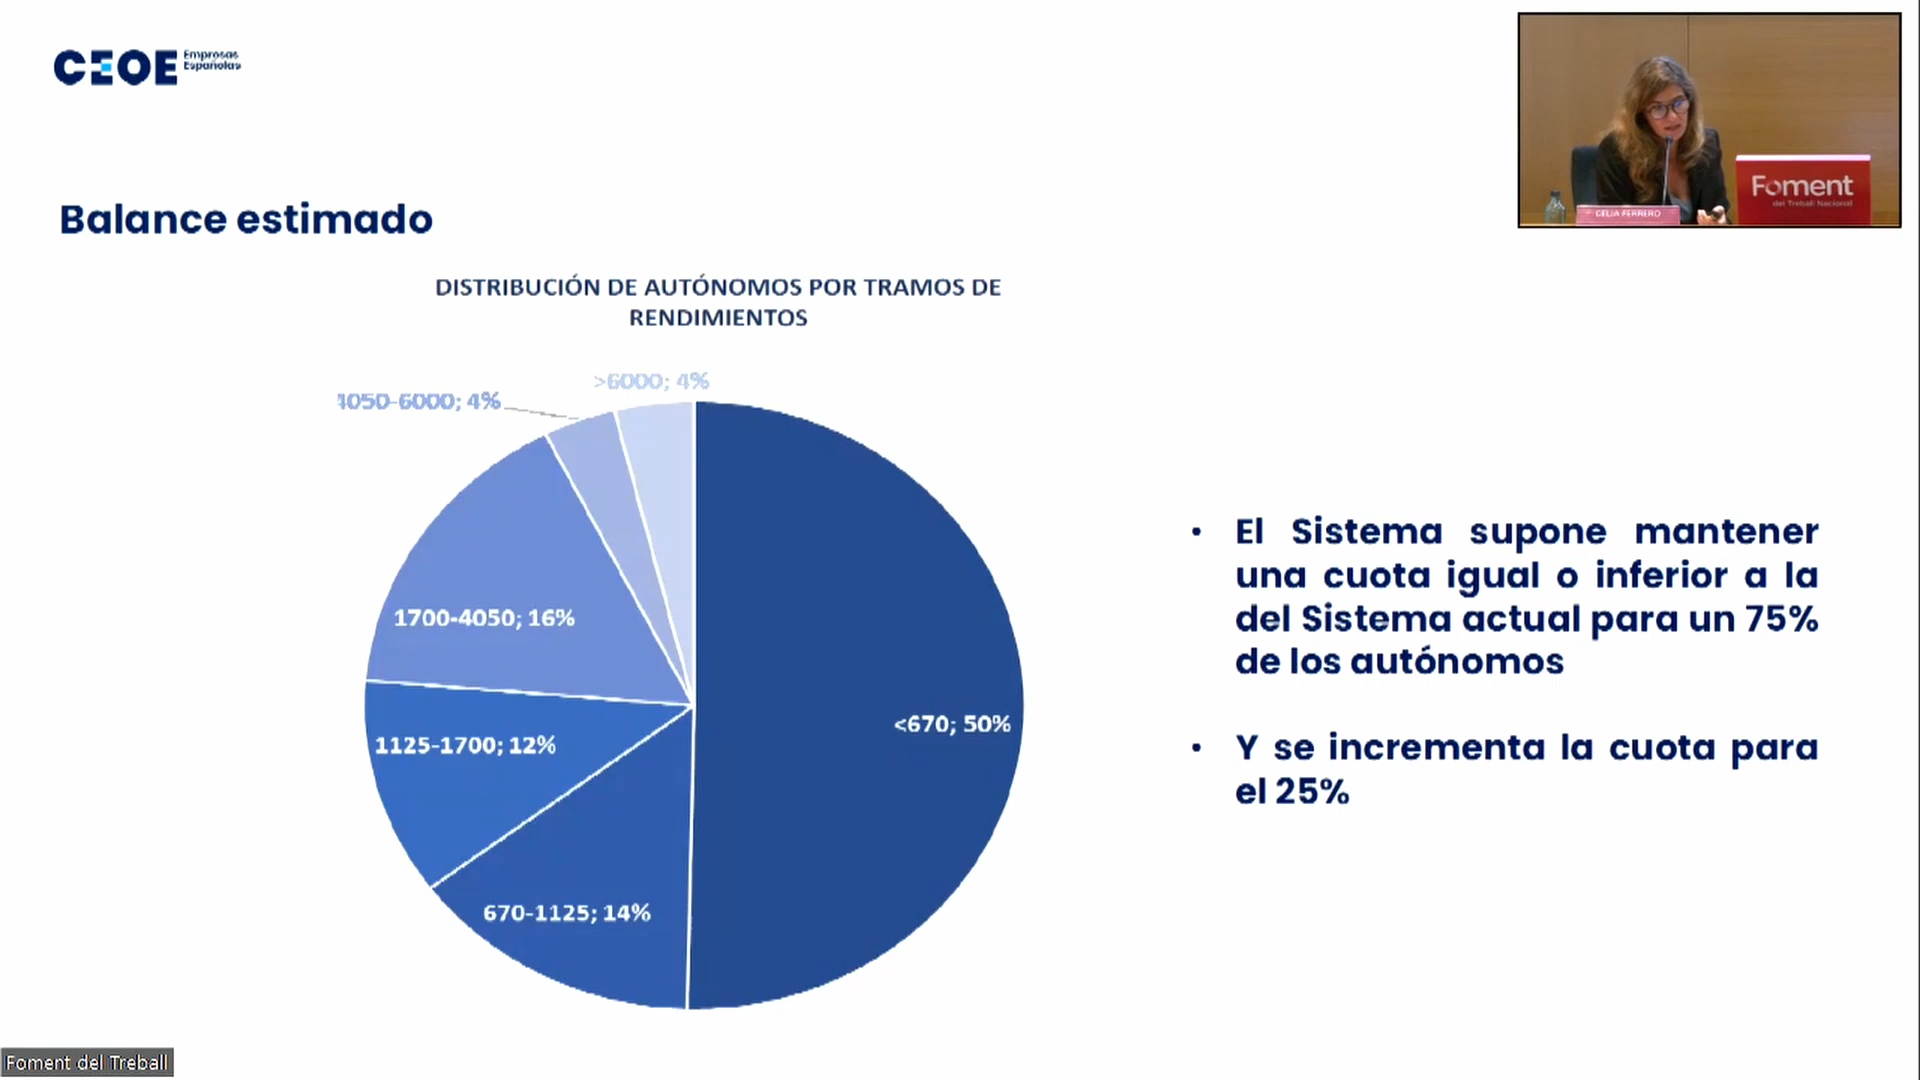 CEOE Empresas
Españolas
Foment
del Treball Nacional
CELIA FERRERO
Balance estimado
DISTRIBUCIÓN DE AUTÓNOMOS POR TRAMOS DE
RENDIMIENTOS
>6000; 4%
4050-6000; 4%
1700-4050; 16%
1125-1700; 12%
<670; 50%
670-1125; 14%
• El Sistema supone mantener
una cuota igual o inferior a la
del Sistema actual para un 75%
de los autónomos
• Y se incrementa la cuota para
el 25%
Foment del Treball